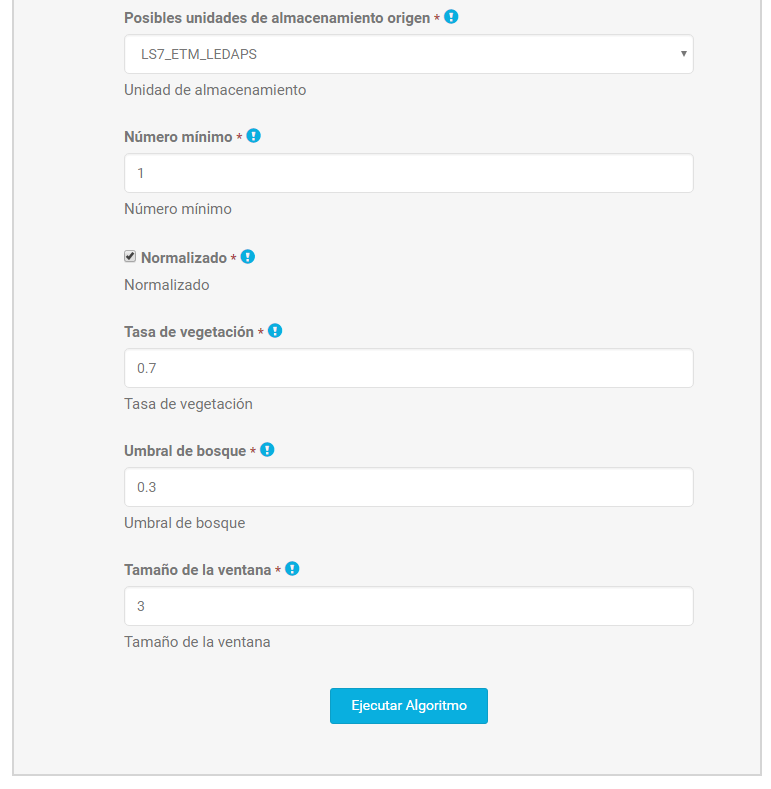 Posibles unidades de almacenamiento origen *
LS7_ETM_LEDAPS
Unidad de almacenamiento
Número mínimo *
1
Número mínimo
Normalizado *
Normalizado
Tasa de vegetación *
0.7
Tasa de vegetación
Umbral de bosque *
0.3
Umbral de bosque
Tamaño de la ventana *
3
Tamaño de la ventana
Ejecutar Algoritmo